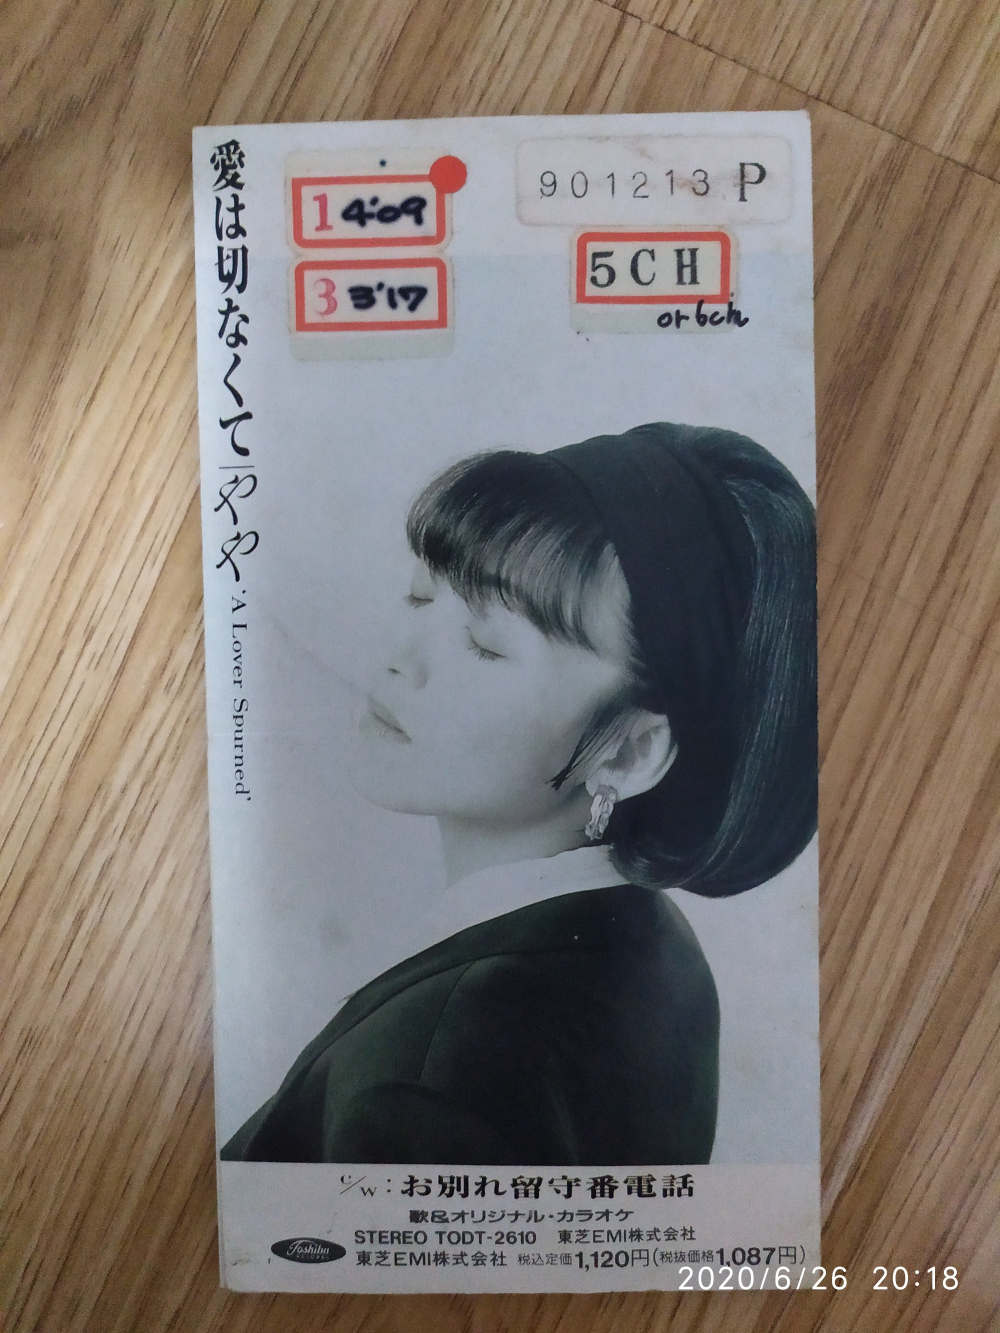 愛は切なくて
やや
'A Lover Spurned'
1 4'09
3 3'17
901213 P
5CH
or 6ch
c/w:お別れ留守番電話
歌&オリジナル・カラオケ
STEREO TODT-2610 東芝EMI株式会社
Toshiba
RECORDS
東芝EMI株式会社 税込定価1,120円(税抜価格1,087円)
2020/6/26 20:18